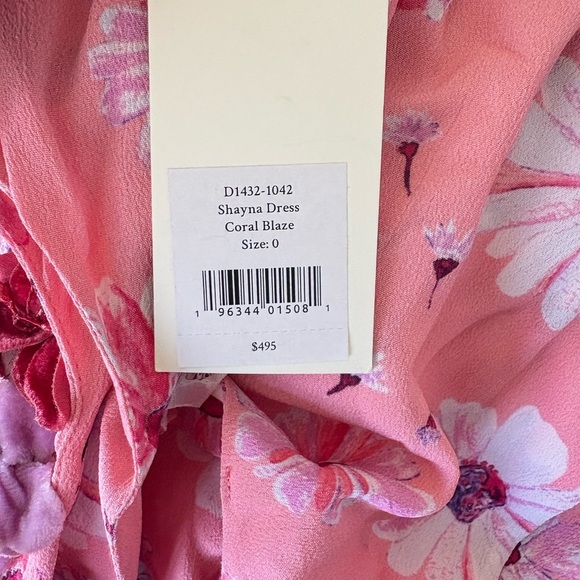 D1432-1042
Shayna Dress
Coral Blaze
Size: 0
1 96344 01508 1
$495